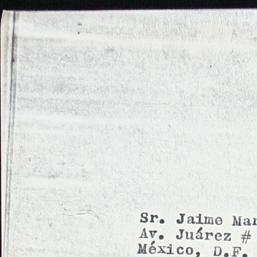 Sr. Jaime Mar
Av. Juárez #
México, D.F.